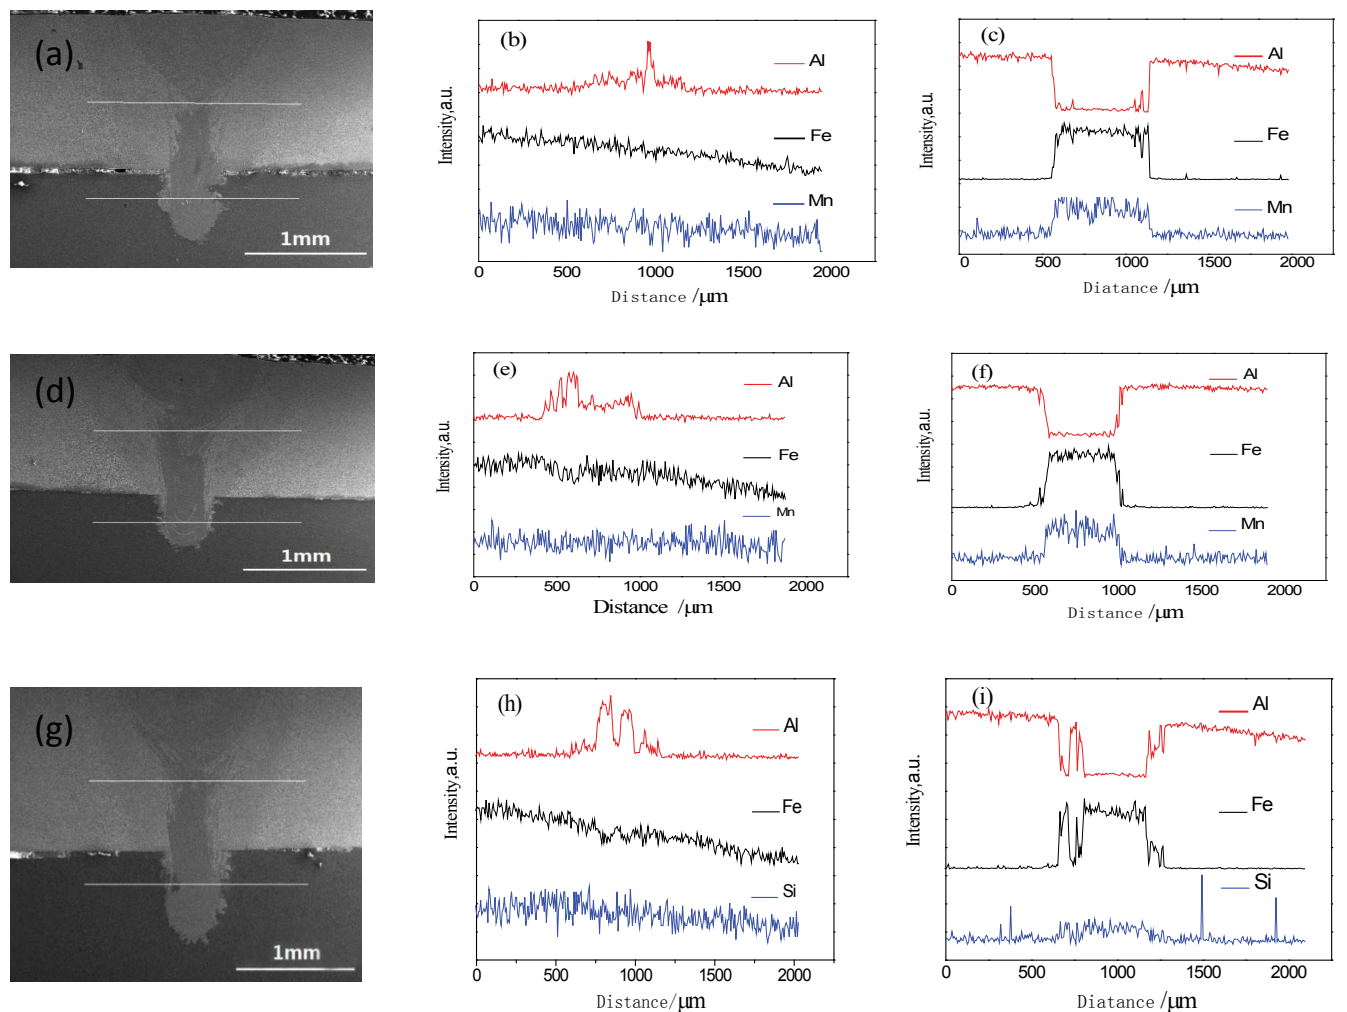 (a)
1mm
(b)
Al
Fe
Mn
Intensity,a.u.
0 500 1000 1500 2000
Distance /μm
(c)
Al
Fe
Mn
Intensity,a.u.
0 500 1000 1500 2000
Diatance /μm
(d)
1mm
(e)
Al
Fe
Mn
Intensity,a.u.
0 500 1000 1500 2000
Distance /μm
(f)
Al
Fe
Mn
Intensity,a.u.
0 500 1000 1500 2000
Distance /μm
(g)
1mm
(h)
Al
Fe
Si
Intensity,a.u.
0 500 1000 1500 2000
Distance/μm
(i)
Al
Fe
Si
Intensity,a.u.
0 500 1000 1500 2000
Diatance /μm